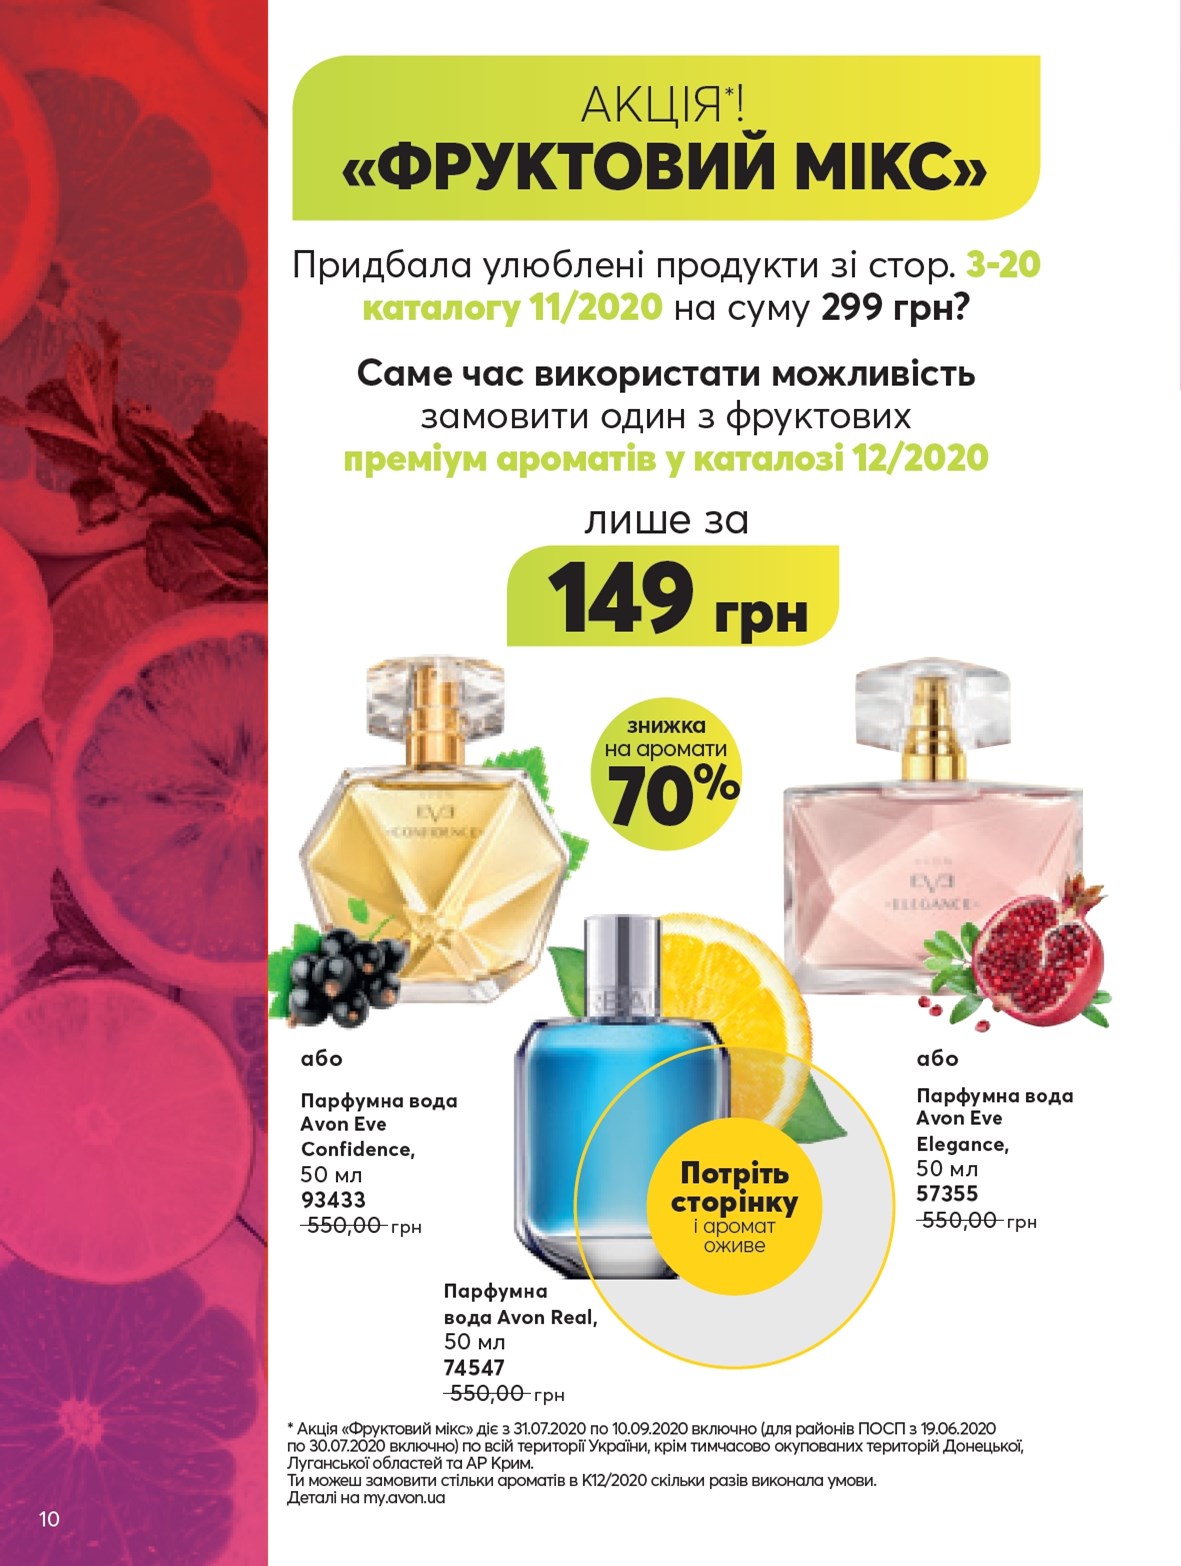 АКЦІЯ*!
«ФРУКТОВИЙ МІКС»
Придбала улюблені продукти зі стор. 3-20
каталогу 11/2020 на суму 299 грн?
Саме час використати можливість
замовити один з фруктових
преміум ароматів у каталозі 12/2020
лише за
149 грн
знижка
на аромати
70%
EVE
·CONFIDENCE·
AVON
EVE
·ELEGANCE·
REAL
або
Парфумна вода
Avon Eve
Confidence,
50 мл
93433
550,00 грн
або
Парфумна вода
Avon Eve
Elegance,
50 мл
57355
550,00 грн
Потріть
сторінку
і аромат
оживе
Парфумна
вода Avon Real,
50 мл
74547
550,00 грн
* Акція «Фруктовий мікс» діє з 31.07.2020 по 10.09.2020 включно (для районів ПОСП з 19.06.2020
по 30.07.2020 включно) по всій території України, крім тимчасово окупованих територій Донецької,
Луганської областей та АР Крим.
Ти можеш замовити стільки ароматів в К12/2020 скільки разів виконала умови.
Деталі на my.avon.ua
10